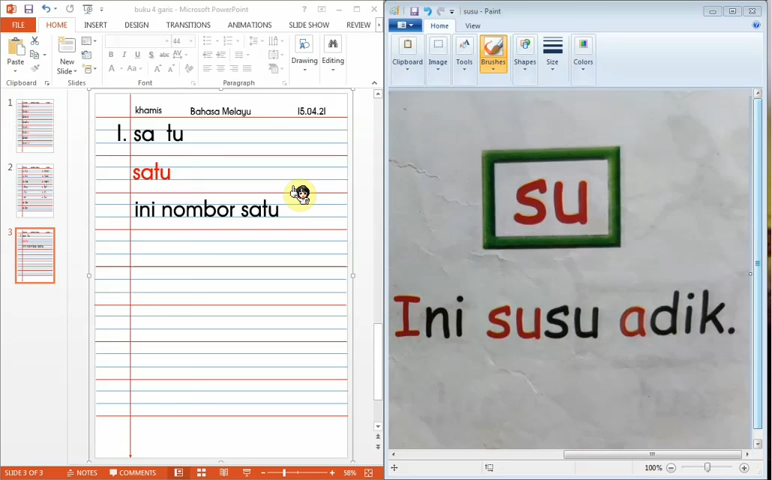 buku 4 garis - Microsoft PowerPoint
FILE HOME INSERT DESIGN TRANSITIONS ANIMATIONS SLIDE SHOW REVIEW
Paste New Slide Drawing Editing
Clipboard Slides Font Paragraph
1
2
3
khamis Bahasa Melayu 15.04.21
1. sa tu
satu
ini nombor satu
SLIDE 3 OF 3 NOTES COMMENTS 58%
susu - Paint
Home View
Clipboard Image Tools Brushes Shapes Size Colors
su
Ini susu adik.
100%